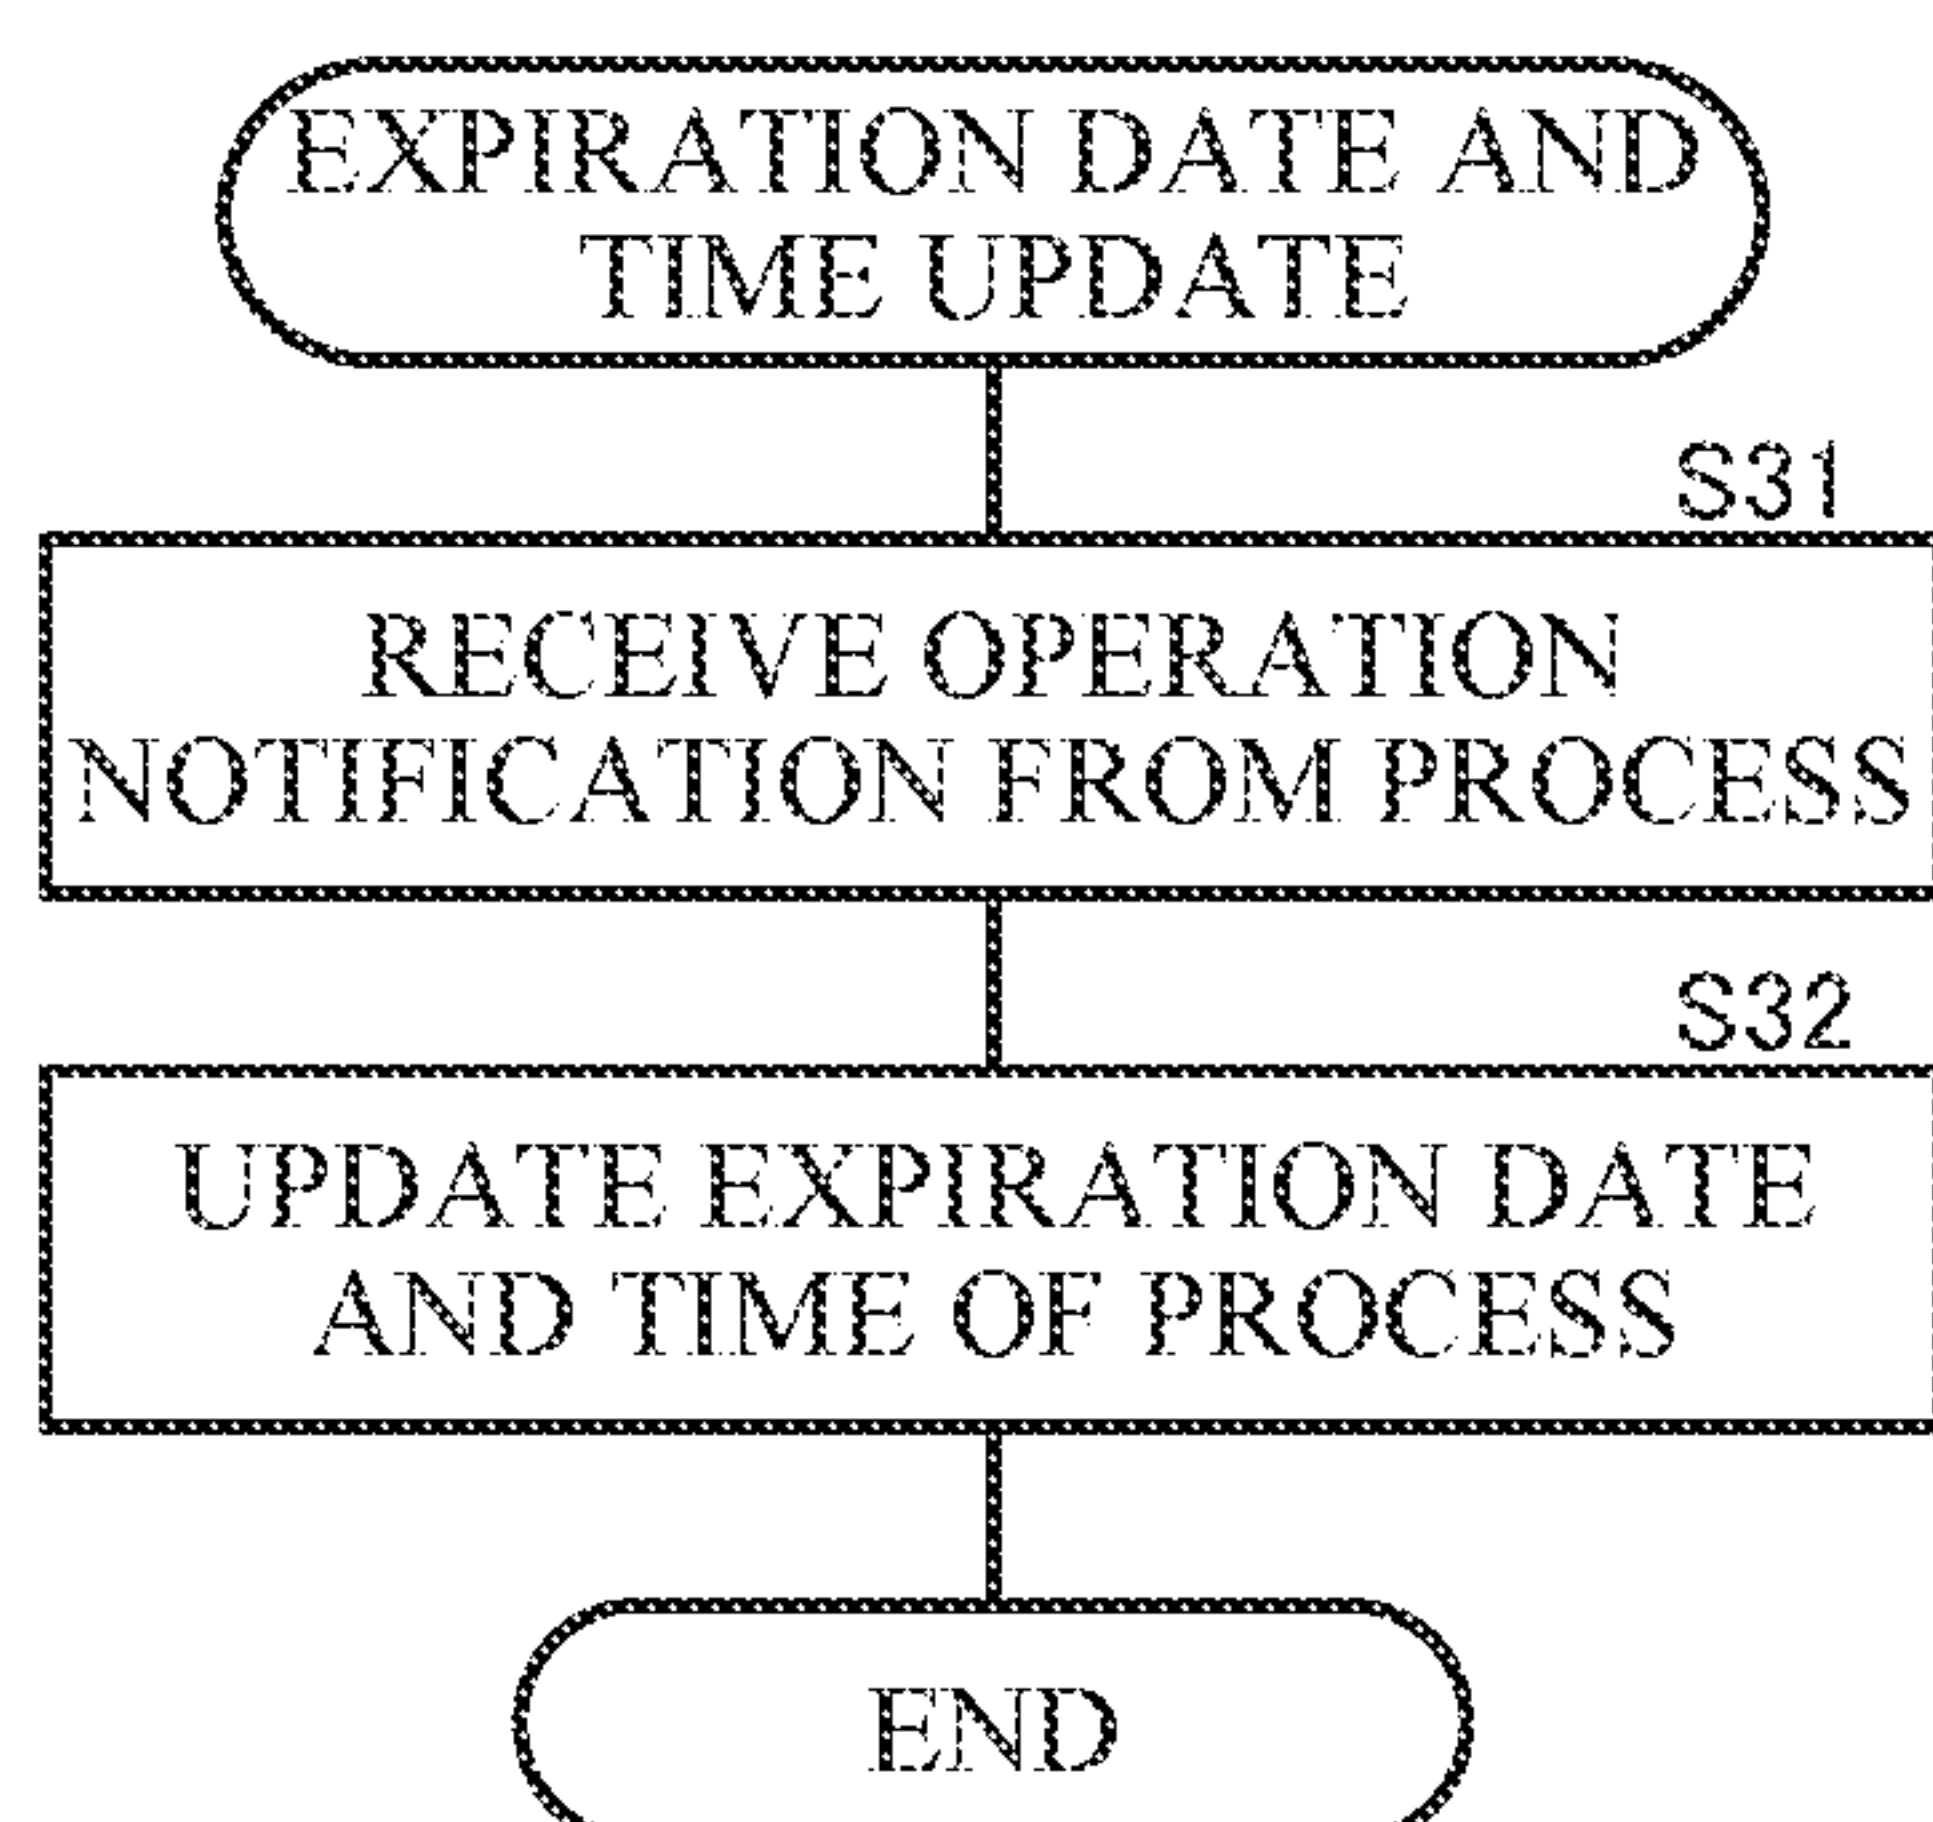 EXPIRATION DATE AND
TIME UPDATE
S31
RECEIVE OPERATION
NOTIFICATION FROM PROCESS
S32
UPDATE EXPIRATION DATE
AND TIME OF PROCESS
END